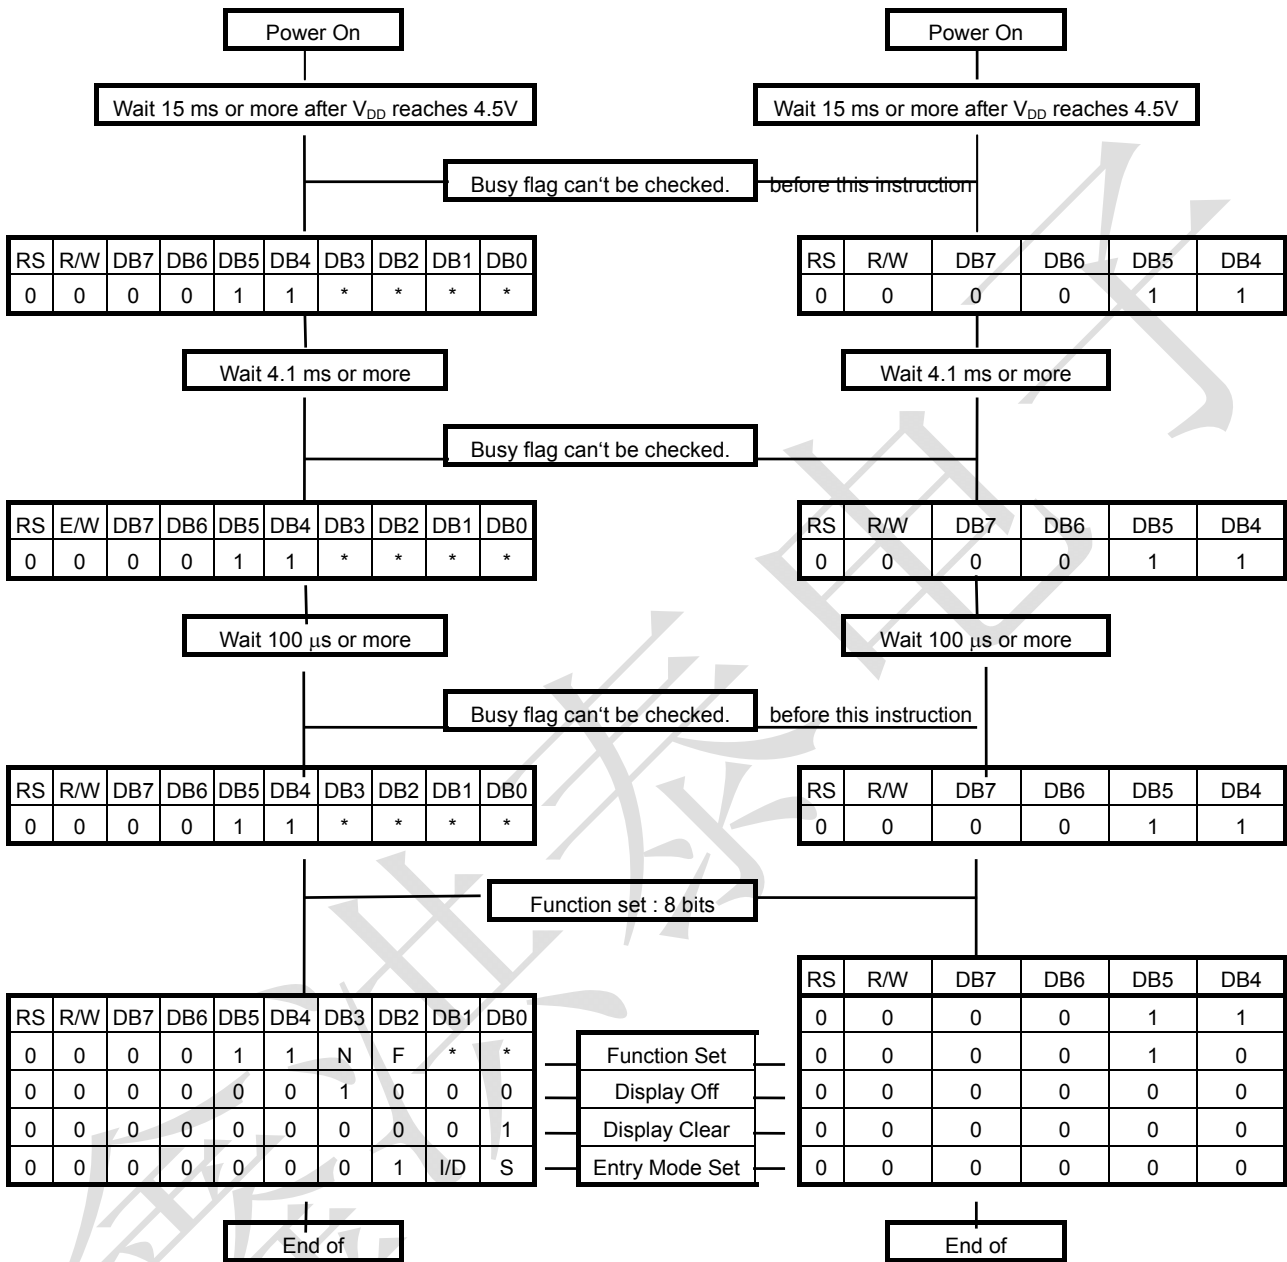 Power On Power On
Wait 15 ms or more after VDD reaches 4.5V Wait 15 ms or more after VDD reaches 4.5V
Busy flag can‘t be checked. before this instruction
RS R/W DB7 DB6 DB5 DB4 DB3 DB2 DB1 DB0 RS R/W DB7 DB6 DB5 DB4
0 0 0 0 1 1 * * * * 0 0 0 0 1 1
Wait 4.1 ms or more Wait 4.1 ms or more
Busy flag can‘t be checked.
RS E/W DB7 DB6 DB5 DB4 DB3 DB2 DB1 DB0 RS R/W DB7 DB6 DB5 DB4
0 0 0 0 1 1 * * * * 0 0 0 0 1 1
Wait 100 μs or more Wait 100 μs or more
Busy flag can‘t be checked. before this instruction
RS R/W DB7 DB6 DB5 DB4 DB3 DB2 DB1 DB0 RS R/W DB7 DB6 DB5 DB4
0 0 0 0 1 1 * * * * 0 0 0 0 1 1
Function set : 8 bits
RS R/W DB7 DB6 DB5 DB4
RS R/W DB7 DB6 DB5 DB4 DB3 DB2 DB1 DB0 0 0 0 0 1 1
0 0 0 0 1 1 N F * * Function Set 0 0 0 0 1 0
0 0 0 0 0 0 1 0 0 0 Display Off 0 0 0 0 0 0
0 0 0 0 0 0 0 0 0 1 Display Clear 0 0 0 0 0 0
0 0 0 0 0 0 0 1 I/D S Entry Mode Set 0 0 0 0 0 0
End of End of
鑫洪泰电子